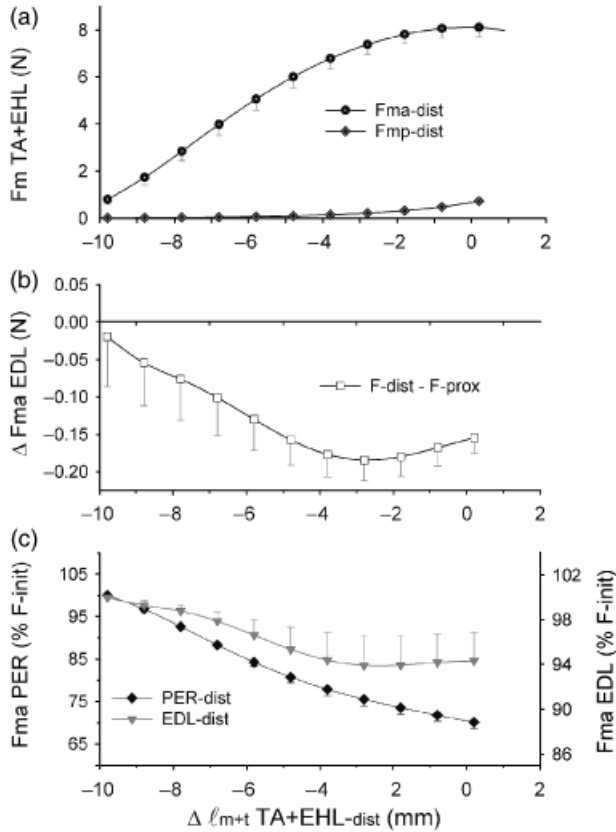 (a)
Fm TA+EHL (N)
8
6
4
2
0
Fma-dist
Fmp-dist
−10 −8 −6 −4 −2 0 2
(b)
Δ Fma EDL (N)
0.05
0.00
−0.05
−0.10
−0.15
−0.20
F-dist - F-prox
−10 −8 −6 −4 −2 0 2
(c)
Fma PER (% F-init)
105
95
85
75
65
PER-dist
EDL-dist
102
98
94
90
86
Fma EDL (% F-init)
−10 −8 −6 −4 −2 0 2
Δ ℓm+t TA+EHL-dist (mm)